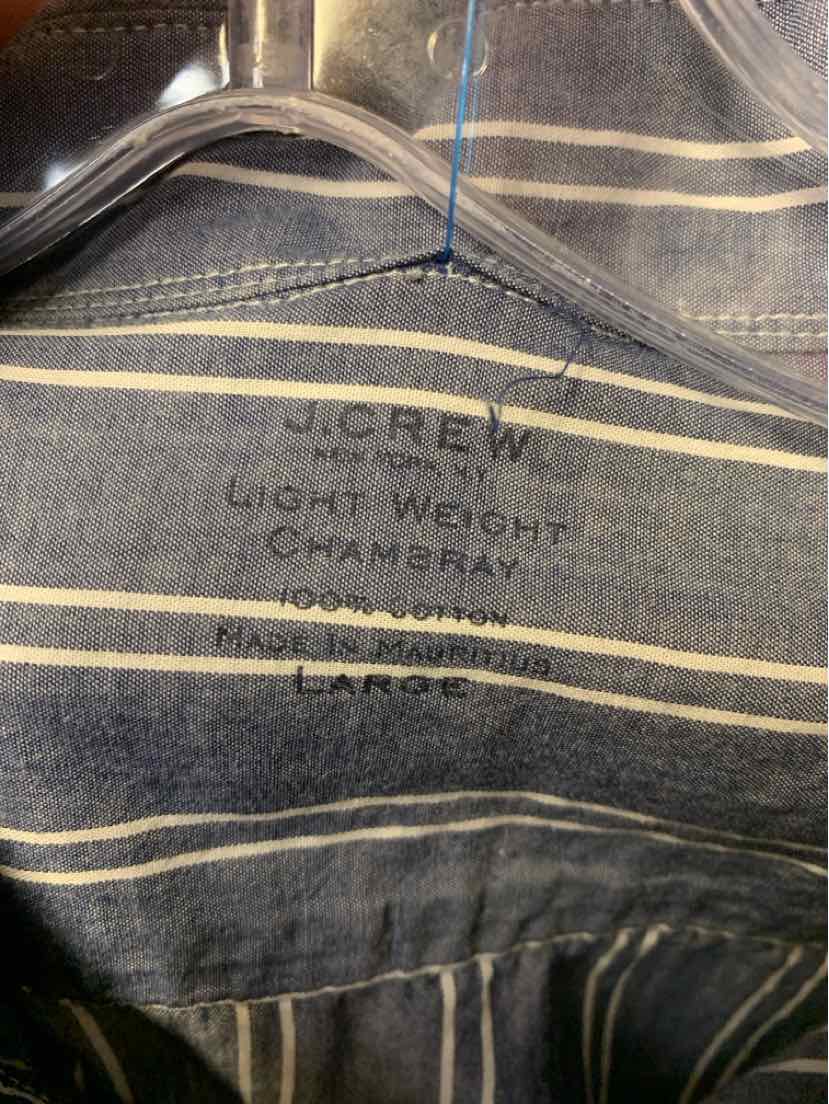 J.CREW
NEW YORK, NY
LIGHT WEIGHT
CHAMBRAY
100% COTTON
MADE IN MAURITIUS
LARGE